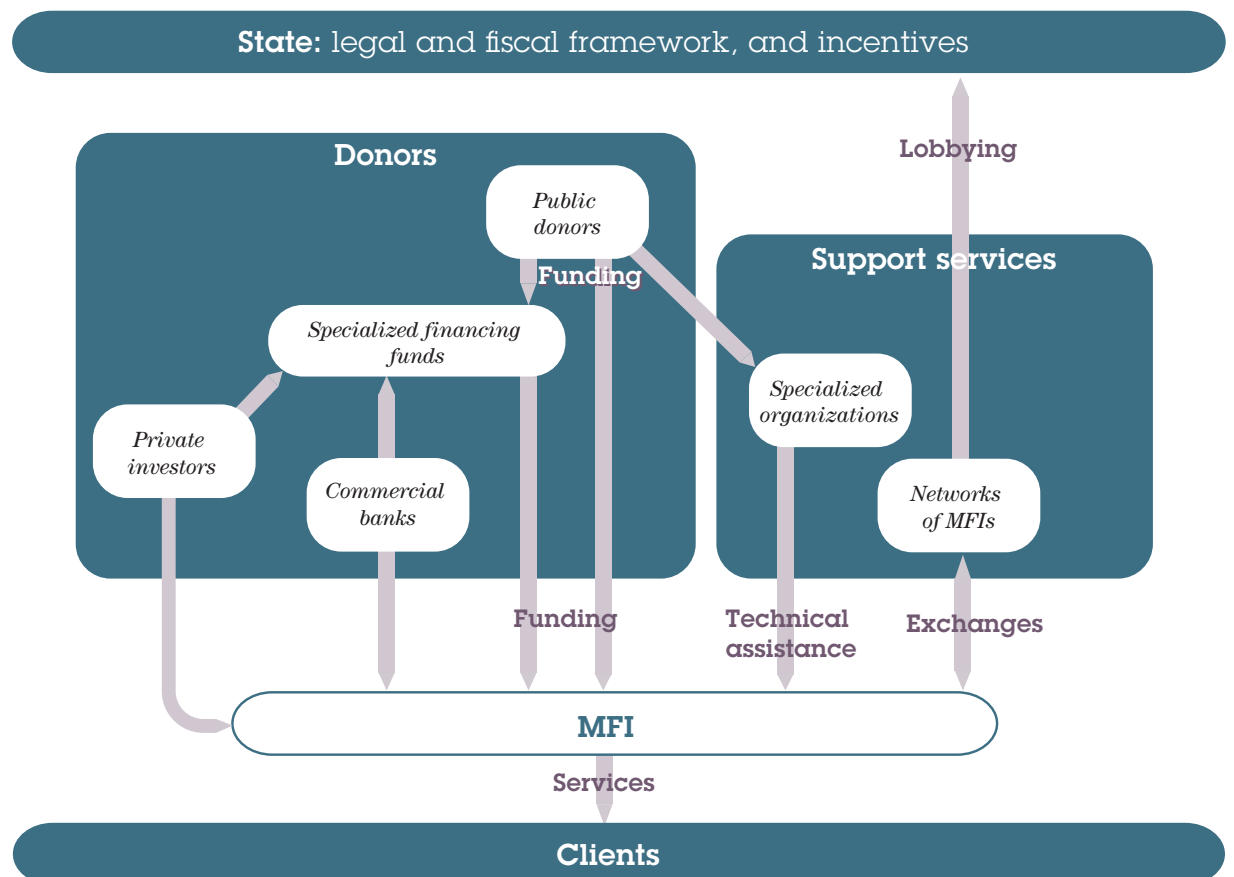 State: legal and fiscal framework, and incentives
Lobbying
Donors
Public
donors
Funding
Support services
Specialized financing
funds
Specialized
organizations
Private
investors
Commercial
banks
Networks
of MFIs
Funding
Technical
assistance
Exchanges
MFI
Services
Clients